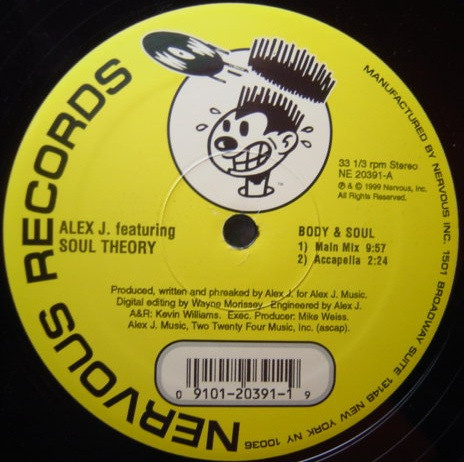 NERVOUS RECORDS
MANUFACTURED BY NERVOUS INC. 1501 BROADWAY SUITE 1314B NEW YORK NY 10036
33 1/3 rpm Stereo
NE 20391-A
℗ & © 1999 Nervous, Inc.
All Rights Reserved.
TM
ALEX J. featuring
SOUL THEORY
BODY & SOUL
1) Main Mix 9:57
2) Accapella 2:24
Produced, written and phreaked by Alex J. for Alex J. Music.
Digital editing by Wayne Morissey. Engineered by Alex J.
A&R: Kevin Williams. Exec. Producer: Mike Weiss.
Alex J. Music, Two Twenty Four Music, Inc. (ascap).
0 9101-20391-1 9